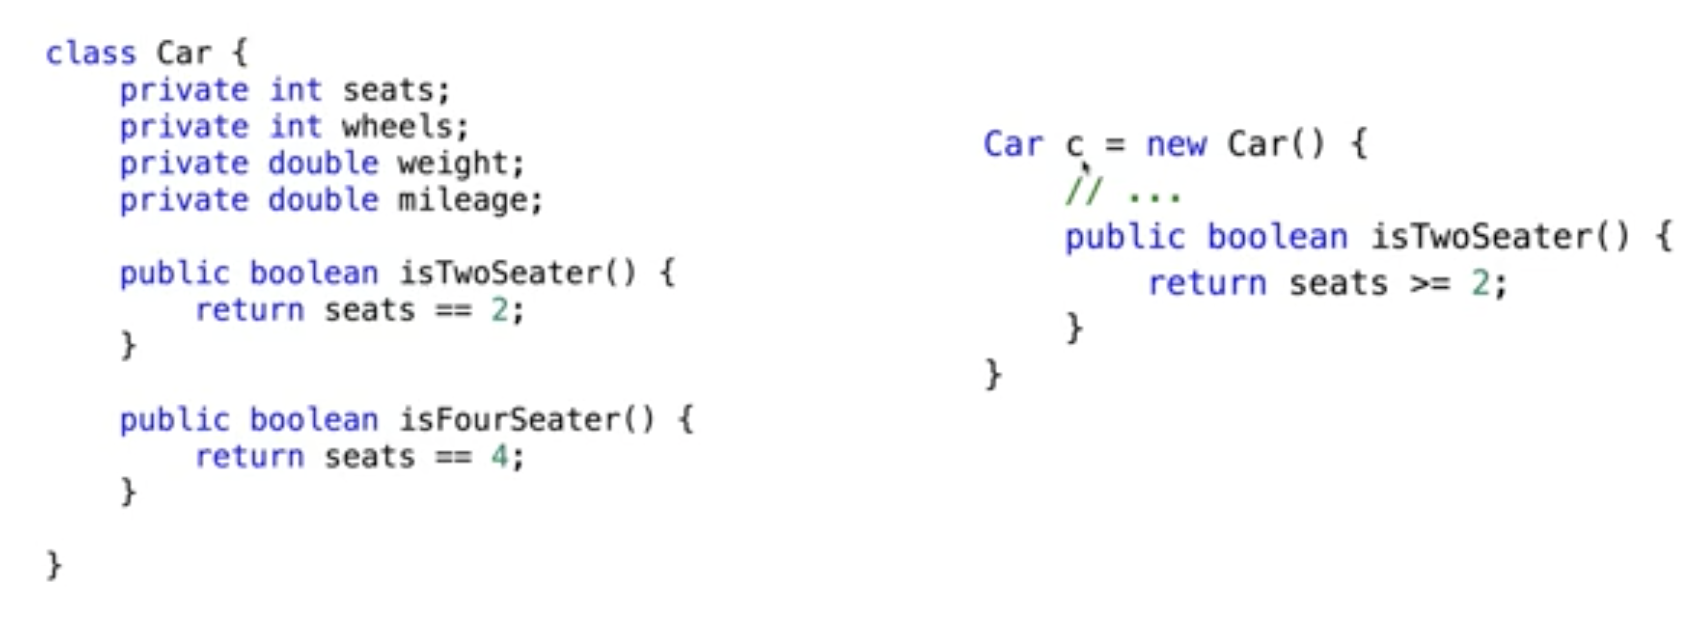 class Car {
    private int seats;
    private int wheels;
    private double weight;
    private double mileage;

    public boolean isTwoSeater() {
        return seats == 2;
    }

    public boolean isFourSeater() {
        return seats == 4;
    }

}

Car c = new Car() {
    // ...
    public boolean isTwoSeater() {
        return seats >= 2;
    }
}